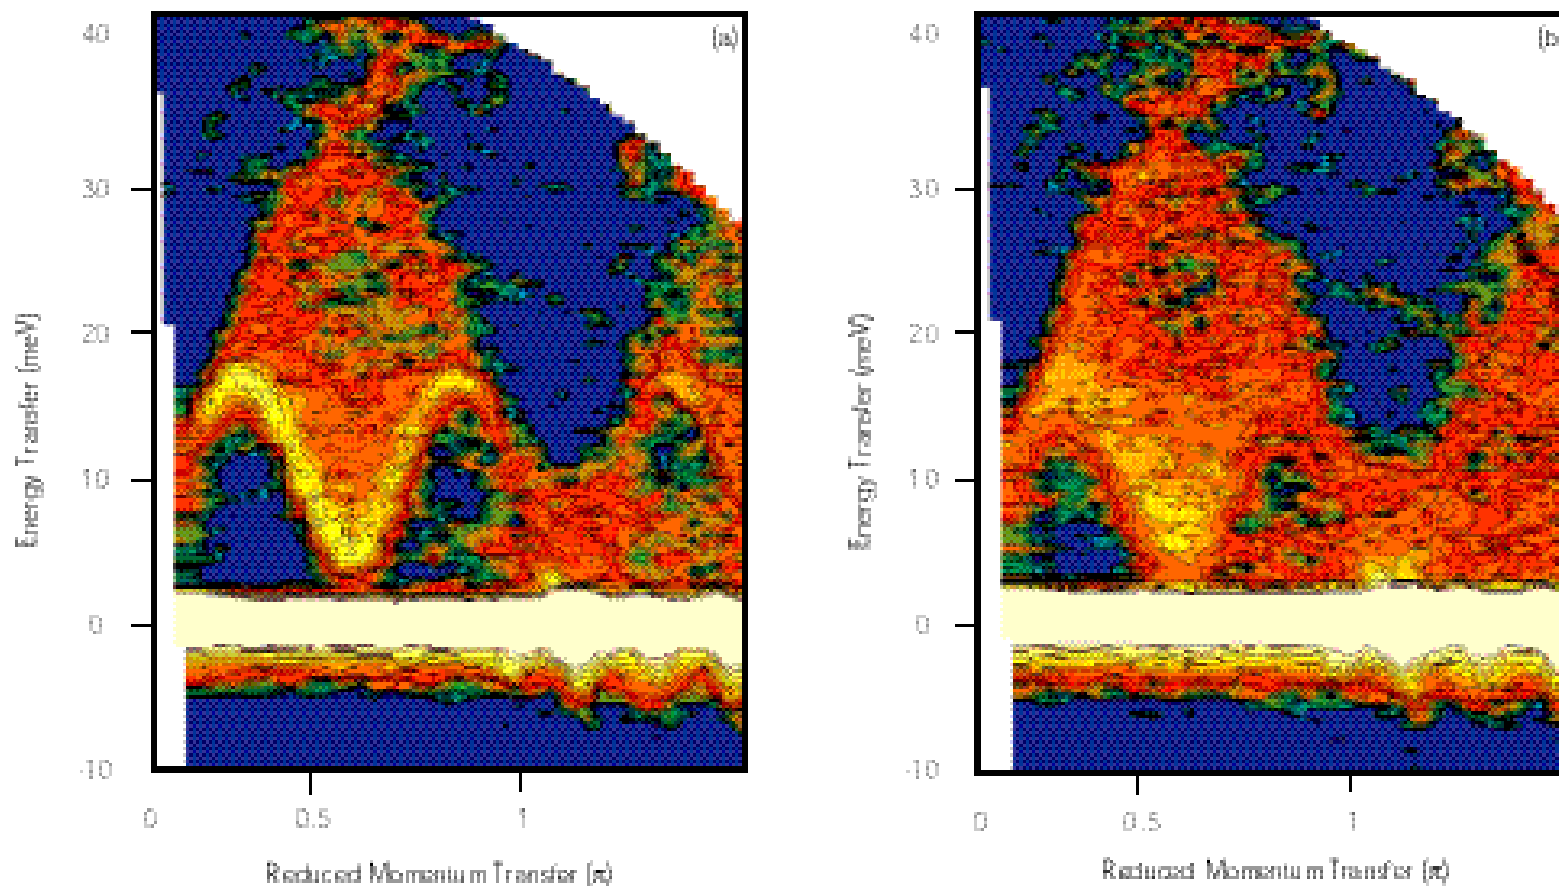 (a)
40
30
20
10
0
-10
Energy Transfer (meV)
0 0.5 1
Reduced Momentum Transfer (π)
(b
40
30
20
10
0
-10
Energy Transfer (meV)
0 0.5 1
Reduced Momentum Transfer (π)